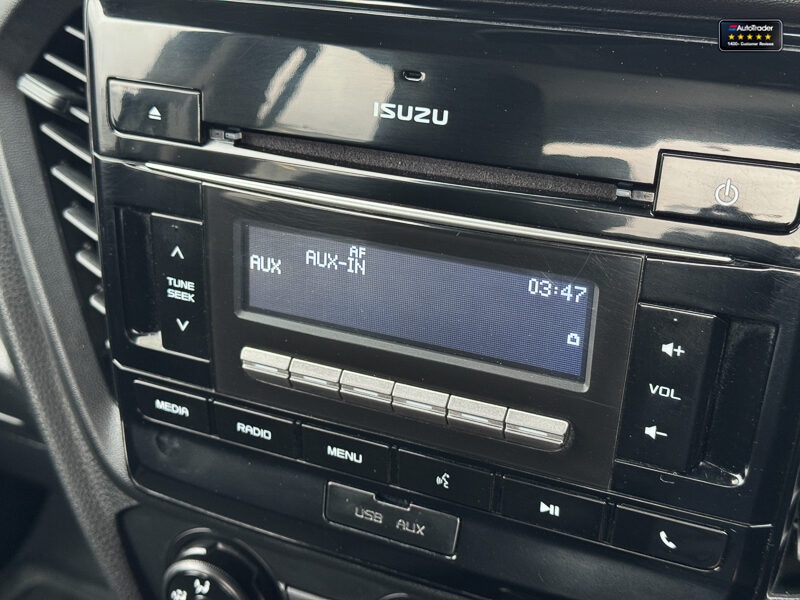 AutoTrader
1400+ Customer Reviews
ISUZU
AF
AUX AUX-IN
03:47
TUNE
SEEK
VOL
MEDIA
RADIO
MENU
USB AUX